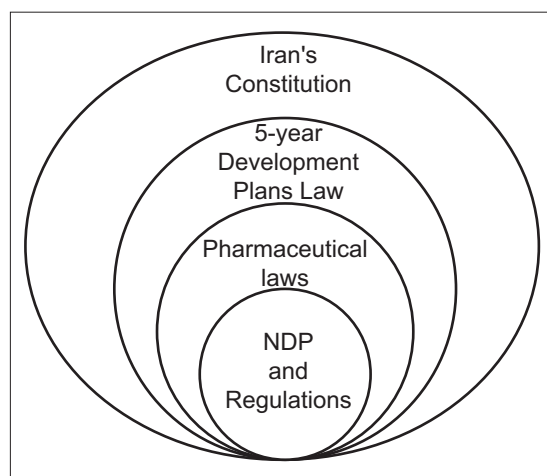 Iran's
Constitution
5-year
Development
Plans Law
Pharmaceutical
laws
NDP
and
Regulations